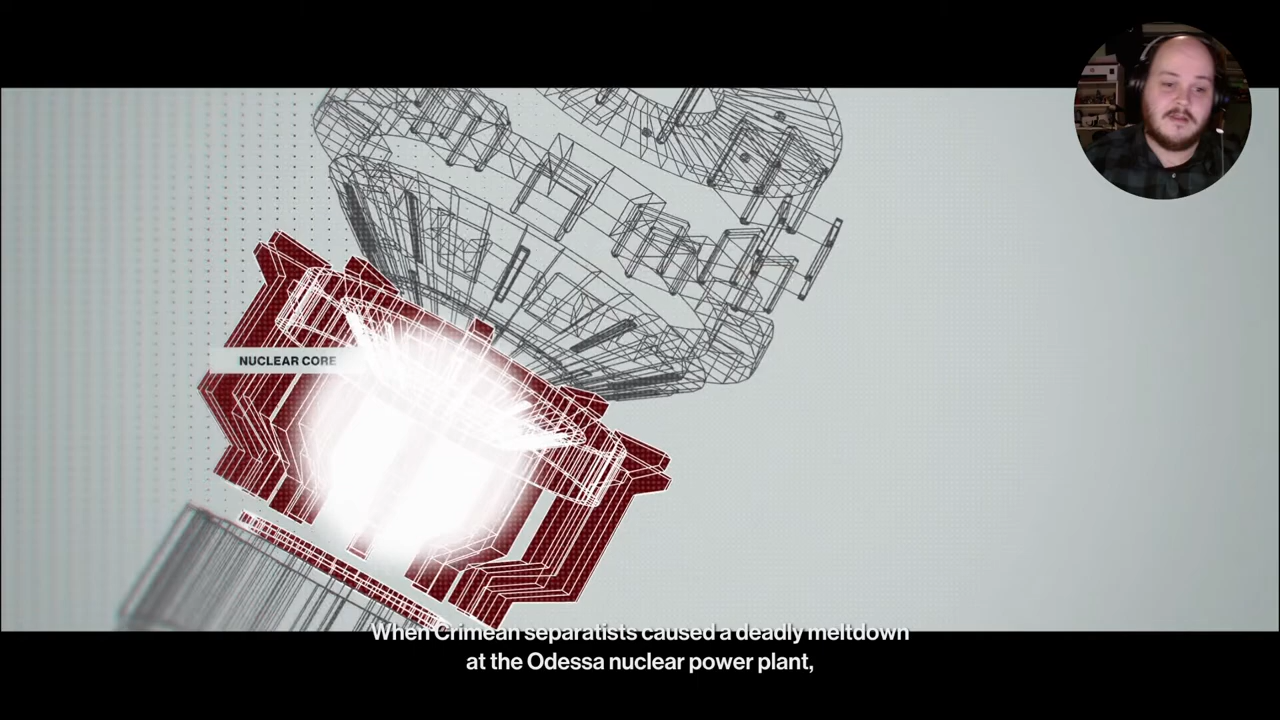 NUCLEAR CORE
When Crimean separatists caused a deadly meltdown
at the Odessa nuclear power plant,